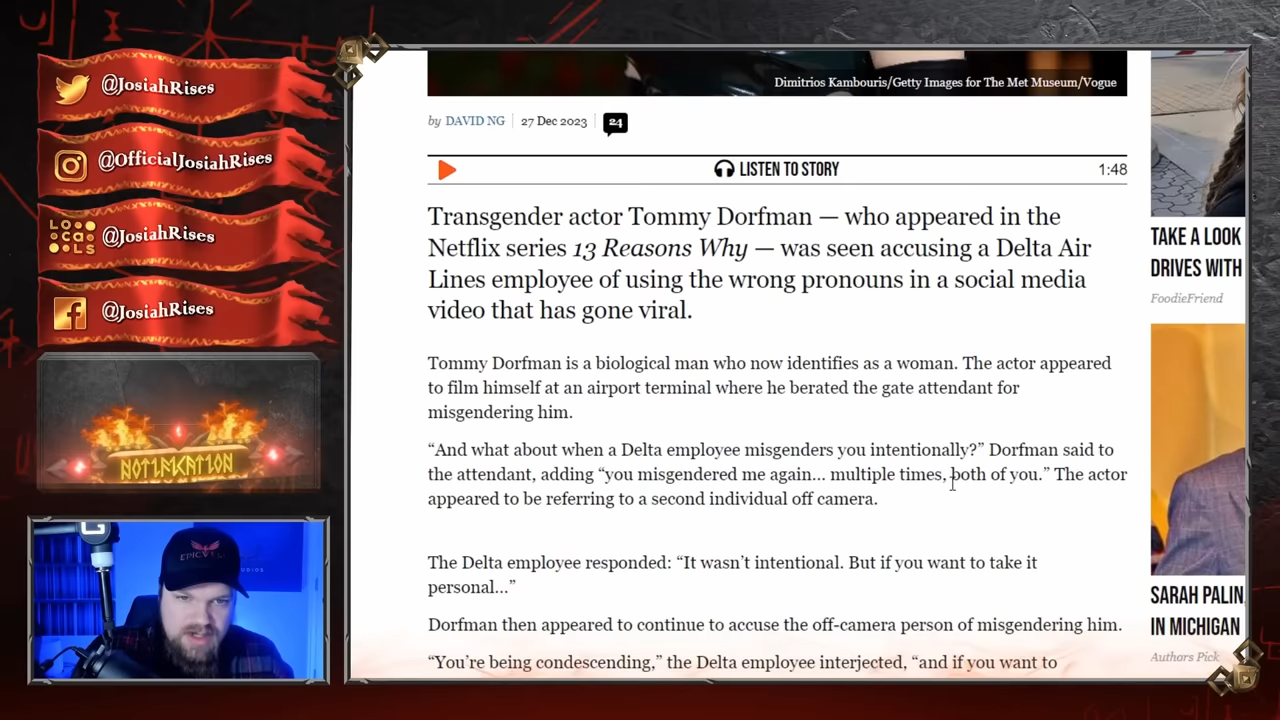 @JosiahRises
@OfficialJosiahRises
LOcaLS
@JosiahRises
@JosiahRises
NOTIFICATION
EPIC
Dimitrios Kambouris/Getty Images for The Met Museum/Vogue
by DAVID NG 27 Dec 2023 24
LISTEN TO STORY 1:48
Transgender actor Tommy Dorfman — who appeared in the
Netflix series 13 Reasons Why — was seen accusing a Delta Air
Lines employee of using the wrong pronouns in a social media
video that has gone viral.
Tommy Dorfman is a biological man who now identifies as a woman. The actor appeared
to film himself at an airport terminal where he berated the gate attendant for
misgendering him.
“And what about when a Delta employee misgenders you intentionally?” Dorfman said to
the attendant, adding “you misgendered me again... multiple times, both of you.” The actor
appeared to be referring to a second individual off camera.
The Delta employee responded: “It wasn’t intentional. But if you want to take it
personal...”
Dorfman then appeared to continue to accuse the off-camera person of misgendering him.
“You’re being condescending,” the Delta employee interjected, “and if you want to
TAKE A LOOK
DRIVES WITH
FoodieFriend
SARAH PALIN
IN MICHIGAN
Authors Pick